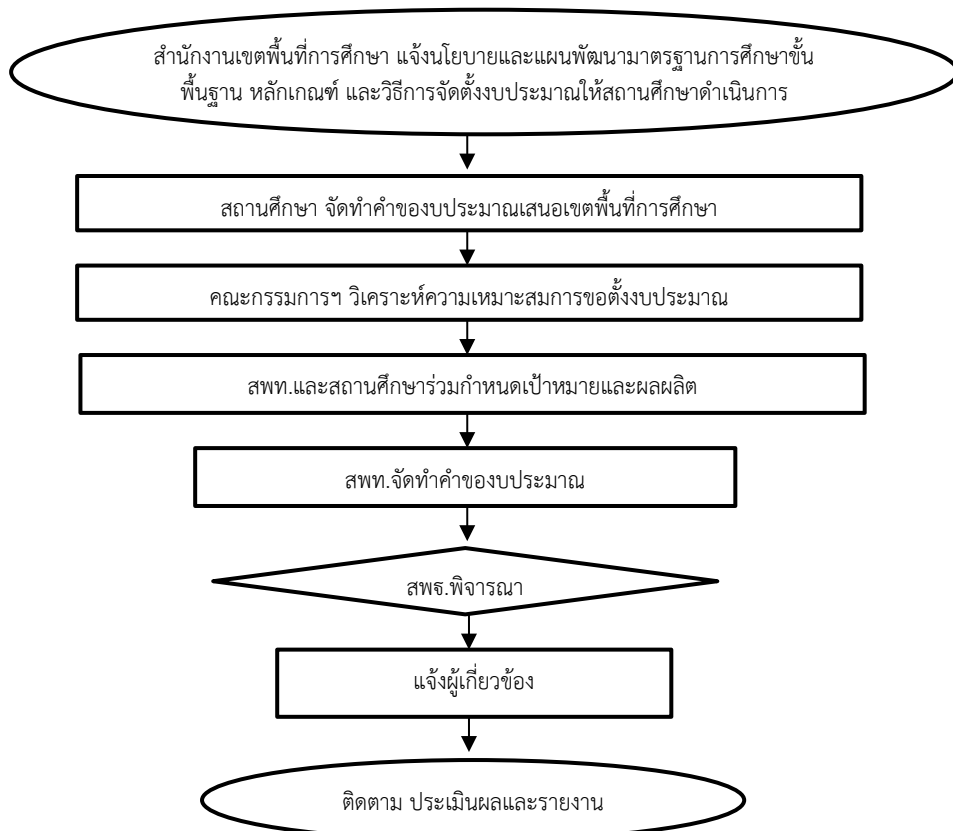 สำนักงานเขตพื้นที่การศึกษา แจ้งนโยบายและแผนพัฒนามาตรฐานการศึกษาขั้น
พื้นฐาน หลักเกณฑ์ และวิธีการจัดตั้งงบประมาณให้สถานศึกษาดำเนินการ
สถานศึกษา จัดทำคำของบประมาณเสนอเขตพื้นที่การศึกษา
คณะกรรมการฯ วิเคราะห์ความเหมาะสมการขอตั้งงบประมาณ
สพท.และสถานศึกษาร่วมกำหนดเป้าหมายและผลผลิต
สพท.จัดทำคำของบประมาณ
สพฐ.พิจารณา
แจ้งผู้เกี่ยวข้อง
ติดตาม ประเมินผลและรายงาน